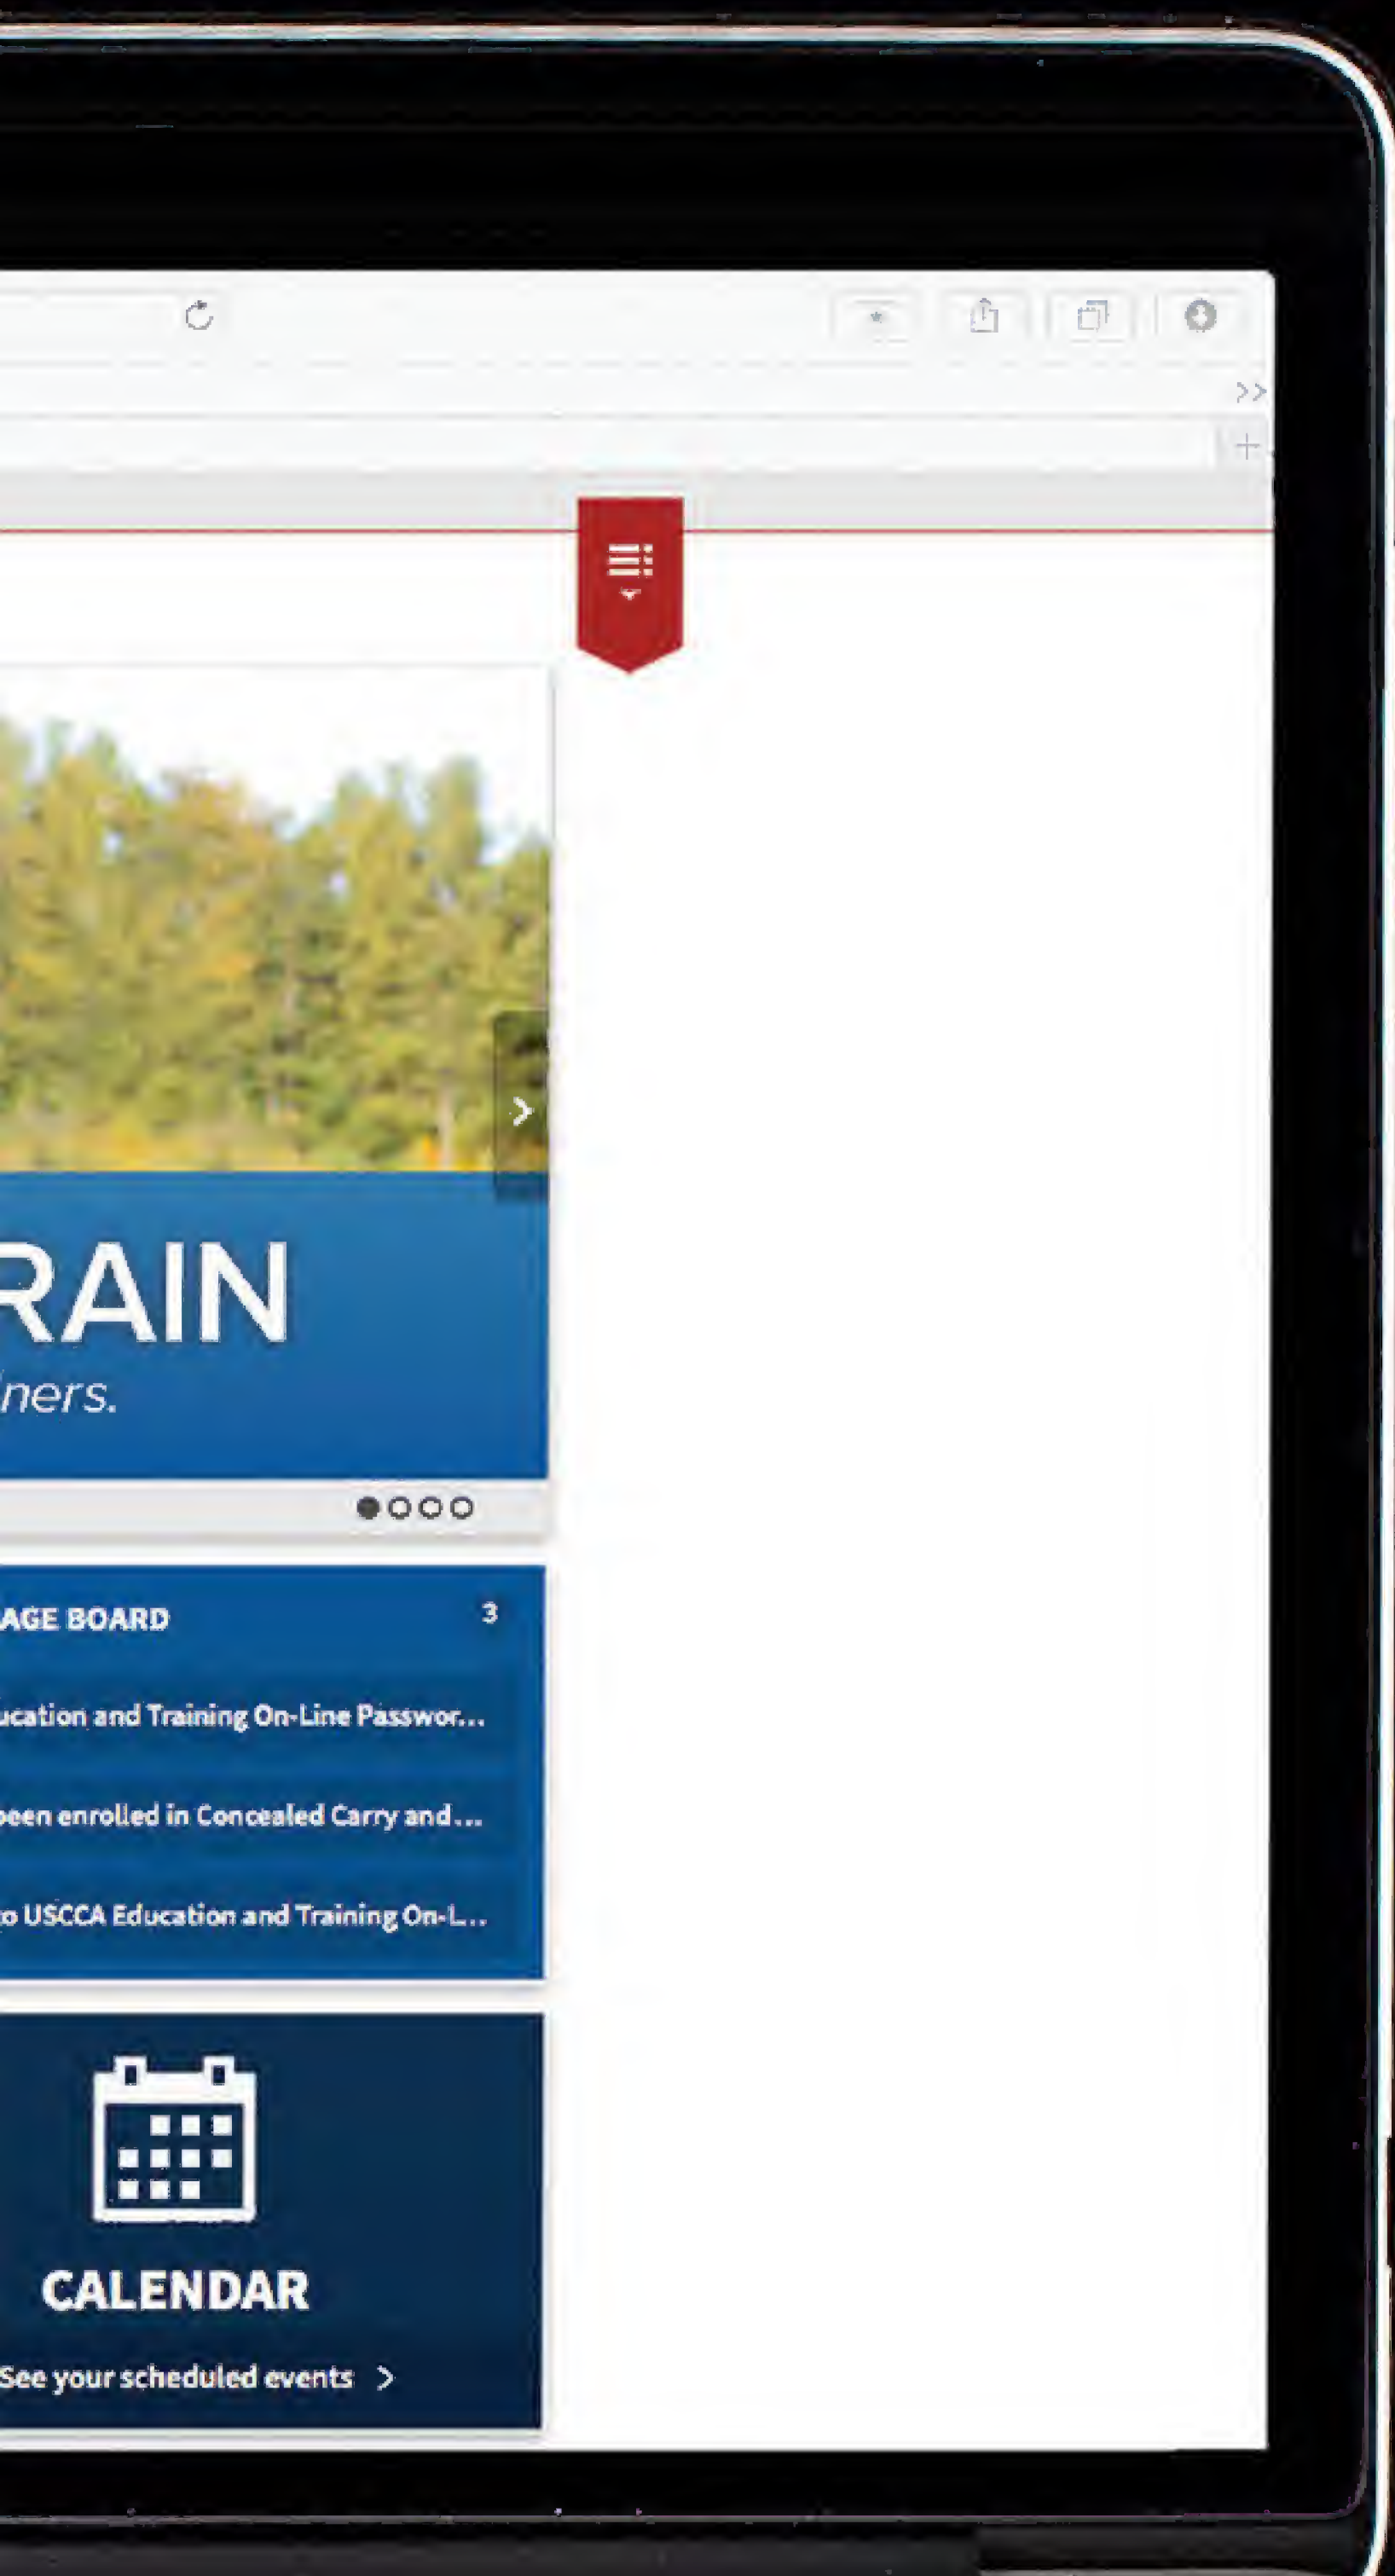 RAIN
ners.
AGE BOARD 3
ucation and Training On-Line Passwor...
been enrolled in Concealed Carry and...
to USCCA Education and Training On-L...
CALENDAR
See your scheduled events >